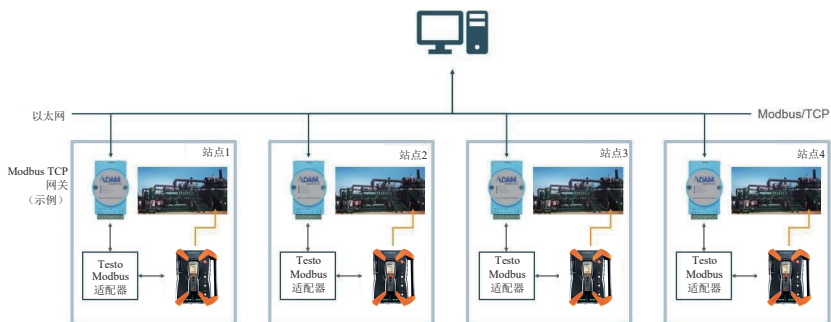 以太网
Modbus/TCP
站点1
站点2
站点3
站点4
Modbus TCP
网关
（示例）
ADAM
ADAM
ADAM
ADAM
Testo
Modbus
适配器
Testo
Modbus
适配器
Testo
Modbus
适配器
Testo
Modbus
适配器